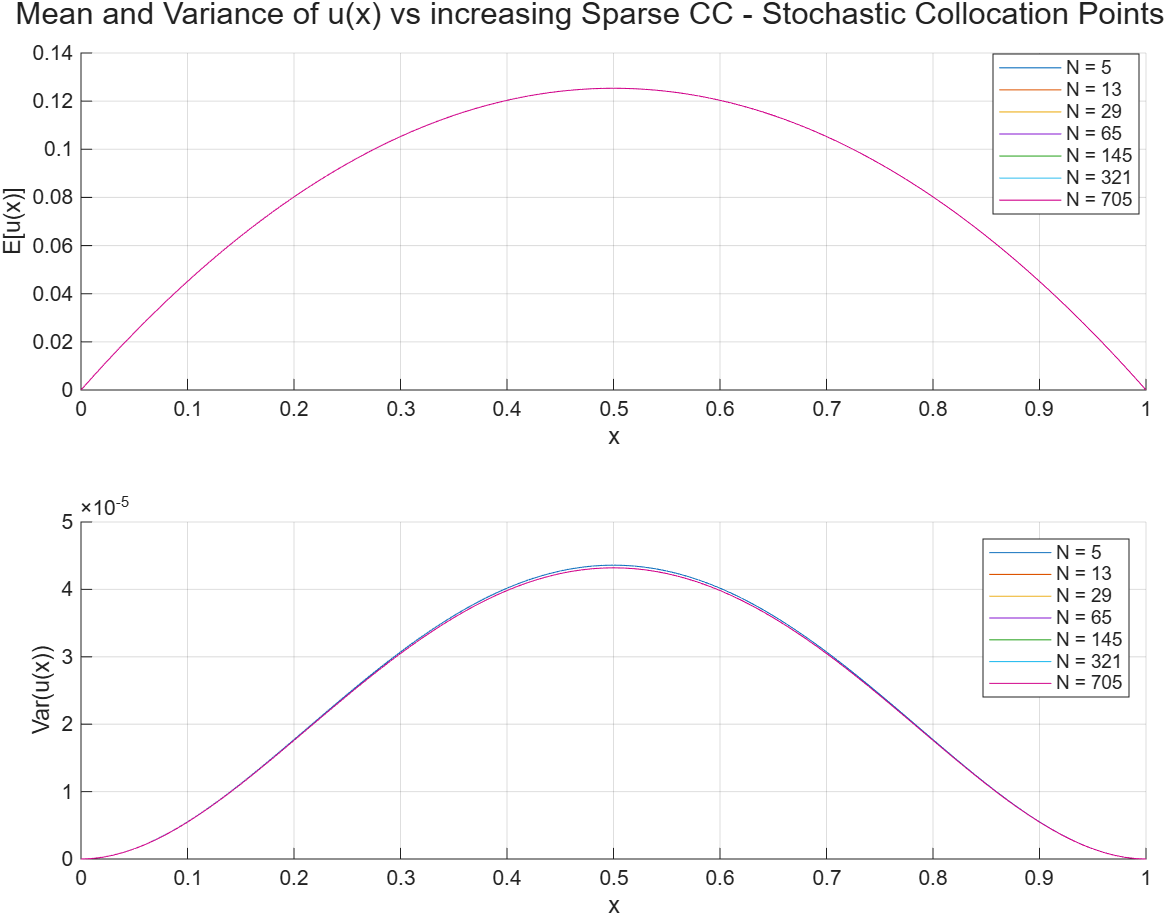 Mean and Variance of u(x) vs increasing Sparse CC - Stochastic Collocation Points
0.14
0.12
0.1
0.08
0.06
0.04
0.02
0
E[u(x)]
0 0.1 0.2 0.3 0.4 0.5 0.6 0.7 0.8 0.9 1
x
N = 5
N = 13
N = 29
N = 65
N = 145
N = 321
N = 705
×10-5
5
4
3
2
1
0
Var(u(x))
0 0.1 0.2 0.3 0.4 0.5 0.6 0.7 0.8 0.9 1
x
N = 5
N = 13
N = 29
N = 65
N = 145
N = 321
N = 705